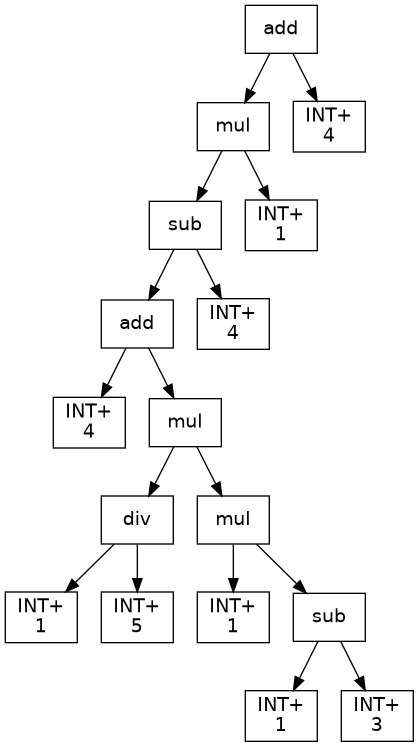 add
mul
INT+
4
sub
INT+
1
add
INT+
4
INT+
4
mul
div
mul
INT+
1
INT+
5
INT+
1
sub
INT+
1
INT+
3